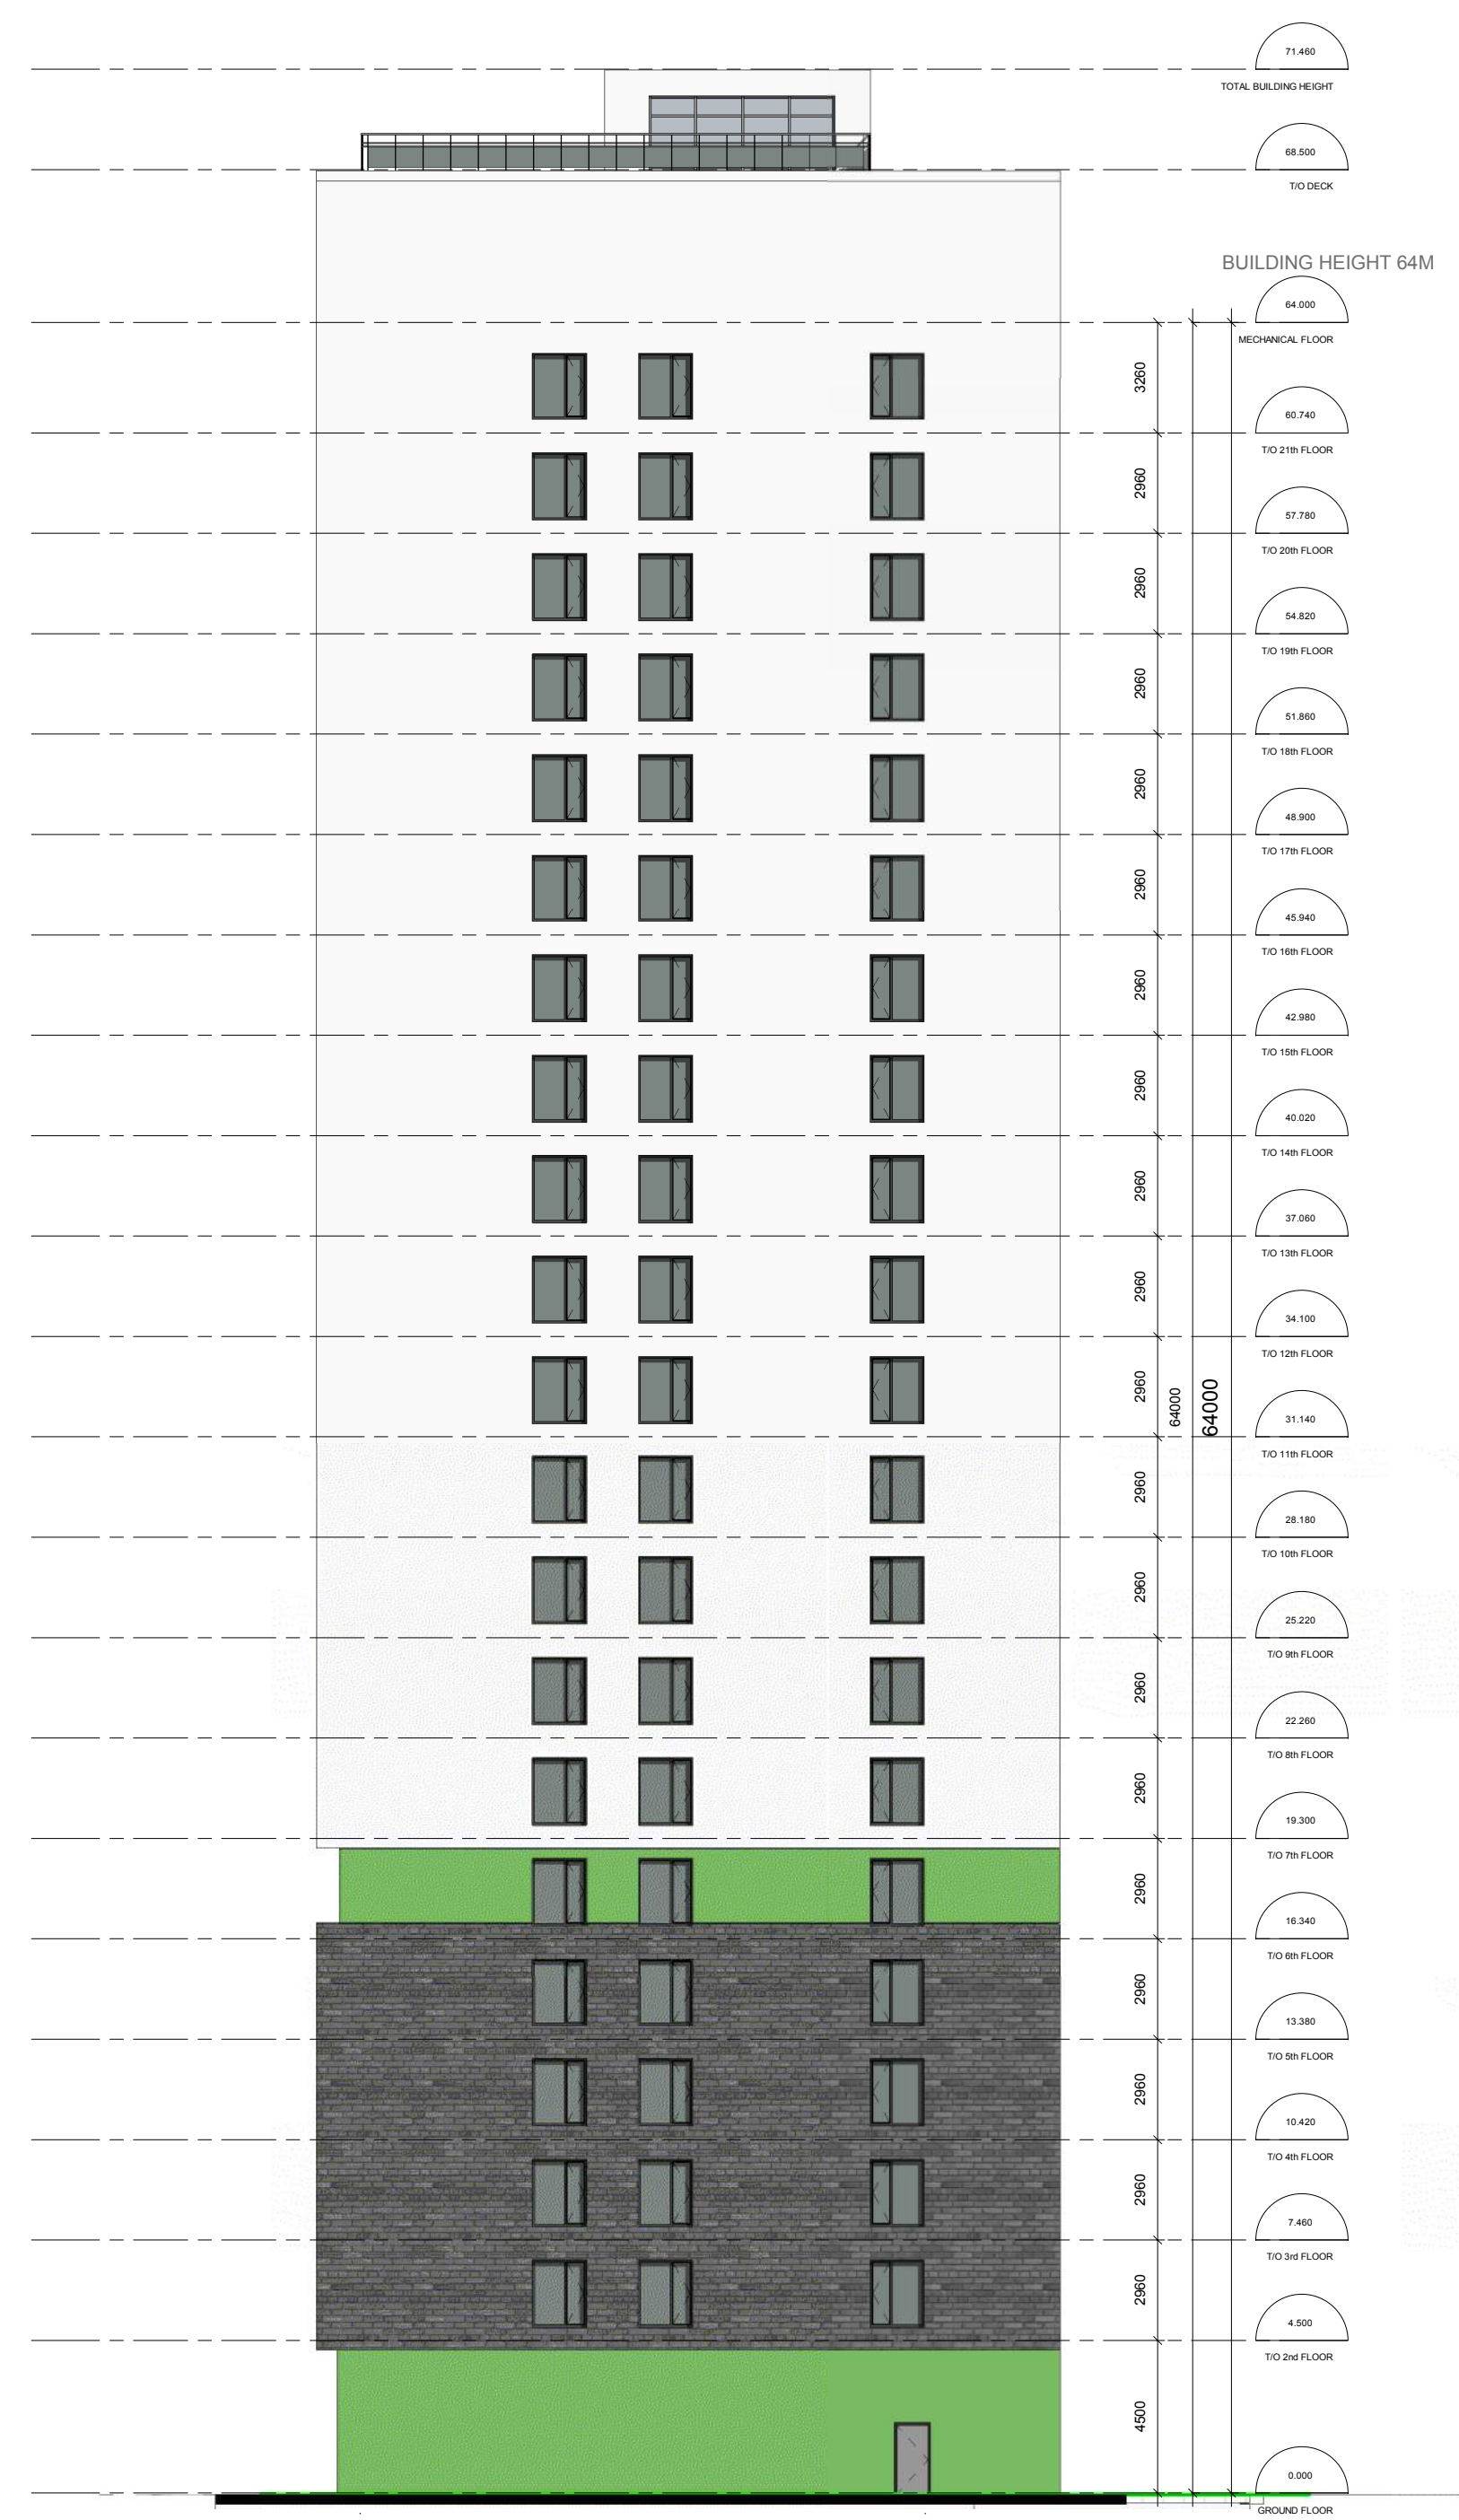 71.460
TOTAL BUILDING HEIGHT
68.500
T/O DECK
BUILDING HEIGHT 64M
64.000
MECHANICAL FLOOR
3260
60.740
T/O 21th FLOOR
2960
57.780
T/O 20th FLOOR
2960
54.820
T/O 19th FLOOR
2960
51.860
T/O 18th FLOOR
2960
48.900
T/O 17th FLOOR
2960
45.940
T/O 16th FLOOR
2960
42.980
T/O 15th FLOOR
2960
40.020
T/O 14th FLOOR
2960
37.060
T/O 13th FLOOR
2960
34.100
T/O 12th FLOOR
2960
64000
64000
31.140
T/O 11th FLOOR
2960
28.180
T/O 10th FLOOR
2960
25.220
T/O 9th FLOOR
2960
22.260
T/O 8th FLOOR
2960
19.300
T/O 7th FLOOR
2960
16.340
T/O 6th FLOOR
2960
13.380
T/O 5th FLOOR
2960
10.420
T/O 4th FLOOR
2960
7.460
T/O 3rd FLOOR
2960
4.500
T/O 2nd FLOOR
4500
0.000
GROUND FLOOR